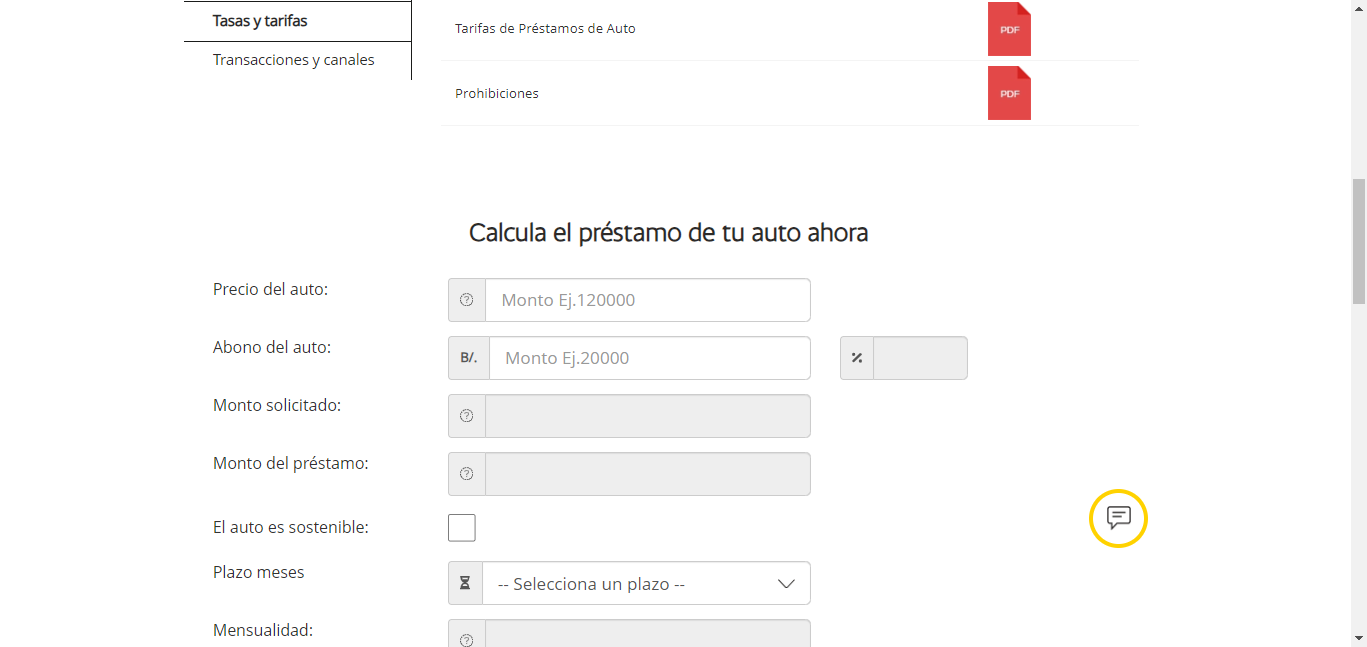 Tasas y tarifas
Transacciones y canales
Tarifas de Préstamos de Auto
PDF
Prohibiciones
PDF
Calcula el préstamo de tu auto ahora
Precio del auto:
Monto Ej.120000
Abono del auto:
B/.
Monto Ej.20000
%
Monto solicitado:
Monto del préstamo:
El auto es sostenible:
Plazo meses
-- Selecciona un plazo --
Mensualidad: